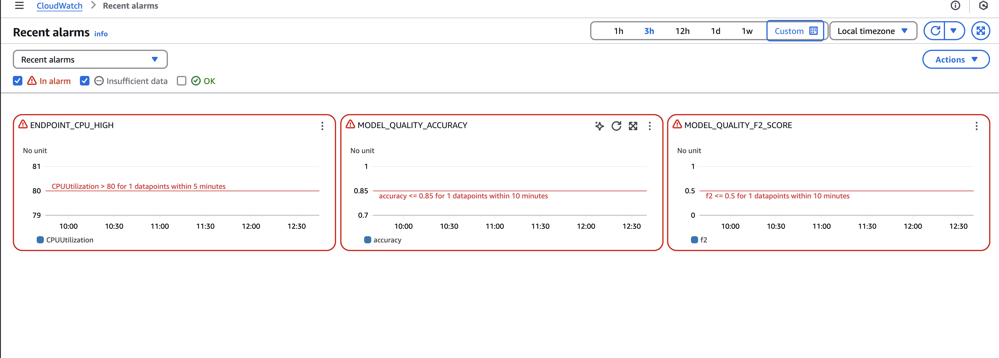 CloudWatch > Recent alarms
Recent alarms info
1h 3h 12h 1d 1w Custom Local timezone
Recent alarms
Actions
In alarm Insufficient data OK
ENDPOINT_CPU_HIGH
No unit
81
CPUUtilization > 80 for 1 datapoints within 5 minutes
80
79
10:00 10:30 11:00 11:30 12:00 12:30
CPUUtilization
MODEL_QUALITY_ACCURACY
No unit
1
0.85
accuracy <= 0.85 for 1 datapoints within 10 minutes
0.7
10:00 10:30 11:00 11:30 12:00 12:30
accuracy
MODEL_QUALITY_F2_SCORE
No unit
1
0.5
f2 <= 0.5 for 1 datapoints within 10 minutes
0
10:00 10:30 11:00 11:30 12:00 12:30
f2